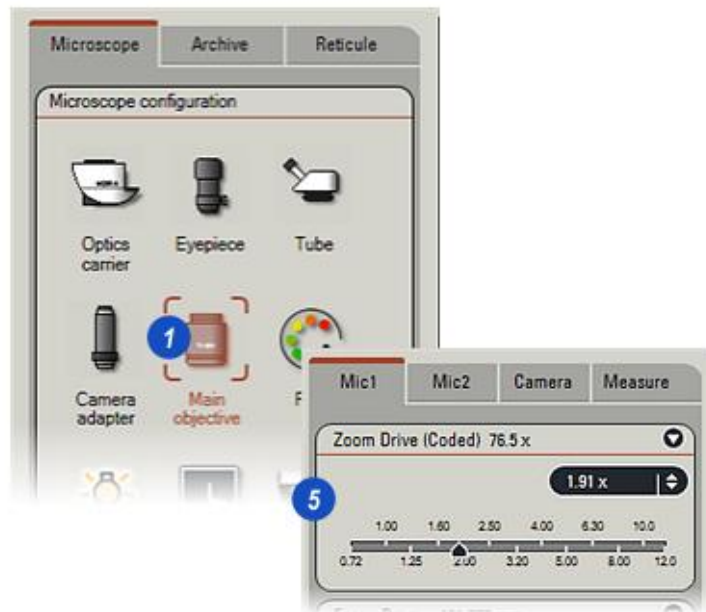 Microscope Archive Reticule
Microscope configuration
Optics carrier
Eyepiece
Tube
1
Camera adapter
Main objective
Mic1 Mic2 Camera Measure
Zoom Drive (Coded) 76.5 x
1.91 x
5
1.00 1.60 2.50 4.00 6.30 10.0
0.72 1.25 2.00 3.20 5.00 8.00 12.0